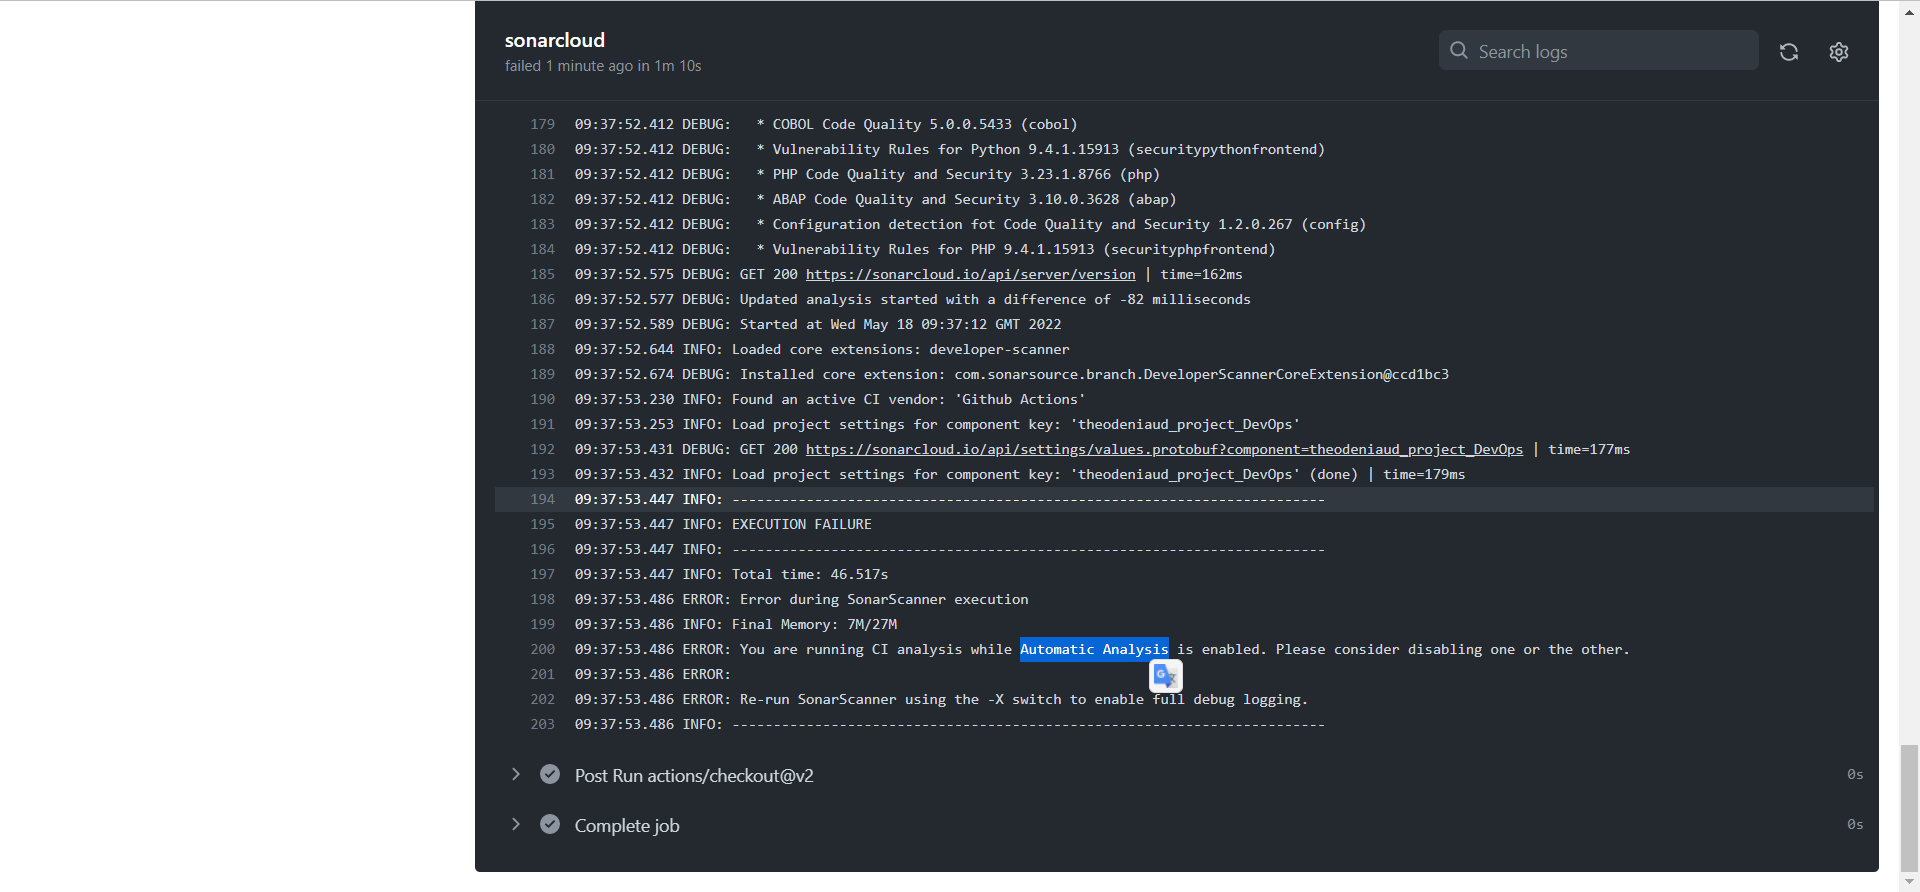 sonarcloud
failed 1 minute ago in 1m 10s
Search logs
179 09:37:52.412 DEBUG:   * COBOL Code Quality 5.0.0.5433 (cobol)
180 09:37:52.412 DEBUG:   * Vulnerability Rules for Python 9.4.1.15913 (securitypythonfrontend)
181 09:37:52.412 DEBUG:   * PHP Code Quality and Security 3.23.1.8766 (php)
182 09:37:52.412 DEBUG:   * ABAP Code Quality and Security 3.10.0.3628 (abap)
183 09:37:52.412 DEBUG:   * Configuration detection fot Code Quality and Security 1.2.0.267 (config)
184 09:37:52.412 DEBUG:   * Vulnerability Rules for PHP 9.4.1.15913 (securityphpfrontend)
185 09:37:52.575 DEBUG: GET 200 https://sonarcloud.io/api/server/version | time=162ms
186 09:37:52.577 DEBUG: Updated analysis started with a difference of -82 milliseconds
187 09:37:52.589 DEBUG: Started at Wed May 18 09:37:12 GMT 2022
188 09:37:52.644 INFO: Loaded core extensions: developer-scanner
189 09:37:52.674 DEBUG: Installed core extension: com.sonarsource.branch.DeveloperScannerCoreExtension@ccd1bc3
190 09:37:53.230 INFO: Found an active CI vendor: 'Github Actions'
191 09:37:53.253 INFO: Load project settings for component key: 'theodeniaud_project_DevOps'
192 09:37:53.431 DEBUG: GET 200 https://sonarcloud.io/api/settings/values.protobuf?component=theodeniaud_project_DevOps | time=177ms
193 09:37:53.432 INFO: Load project settings for component key: 'theodeniaud_project_DevOps' (done) | time=179ms
194 09:37:53.447 INFO: ------------------------------------------------------------------------
195 09:37:53.447 INFO: EXECUTION FAILURE
196 09:37:53.447 INFO: ------------------------------------------------------------------------
197 09:37:53.447 INFO: Total time: 46.517s
198 09:37:53.486 ERROR: Error during SonarScanner execution
199 09:37:53.486 INFO: Final Memory: 7M/27M
200 09:37:53.486 ERROR: You are running CI analysis while Automatic Analysis is enabled. Please consider disabling one or the other.
201 09:37:53.486 ERROR:
202 09:37:53.486 ERROR: Re-run SonarScanner using the -X switch to enable full debug logging.
203 09:37:53.486 INFO: ------------------------------------------------------------------------
Post Run actions/checkout@v2 0s
Complete job 0s